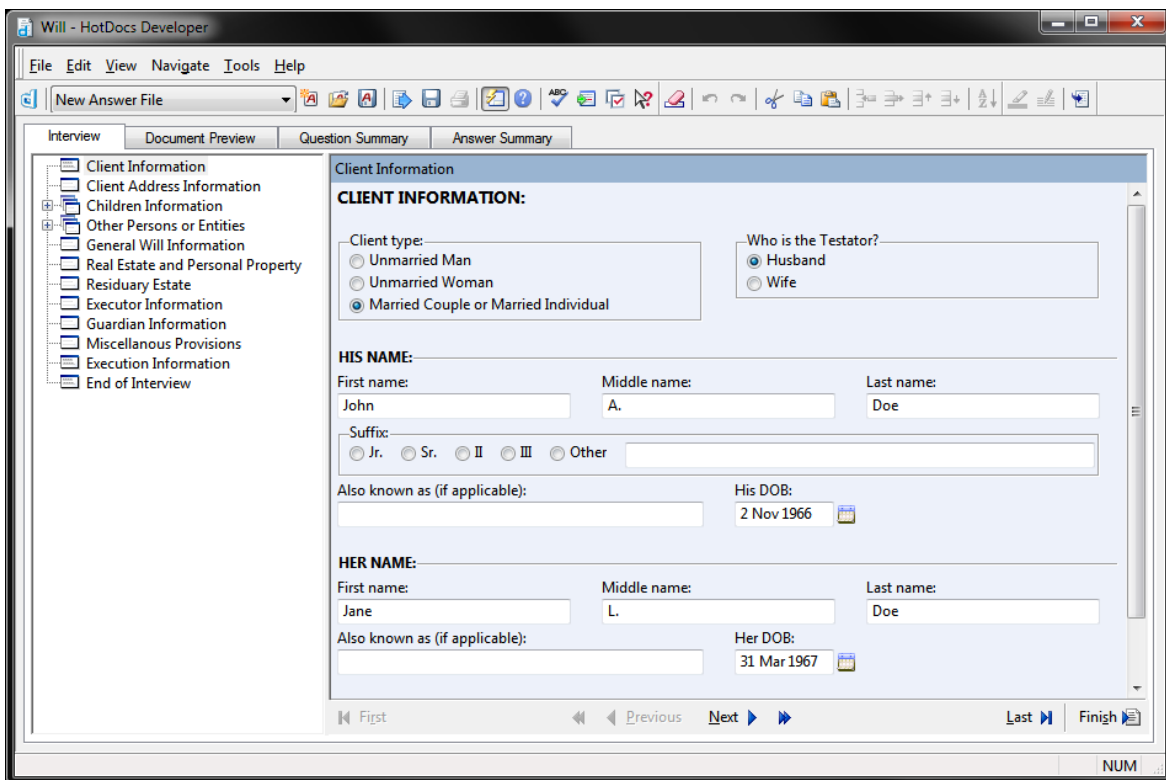 Will - HotDocs Developer
File Edit View Navigate Tools Help
New Answer File
ABC
A Z
Interview Document Preview Question Summary Answer Summary
Client Information
Client Address Information
Children Information
Other Persons or Entities
General Will Information
Real Estate and Personal Property
Residuary Estate
Executor Information
Guardian Information
Miscellanous Provisions
Execution Information
End of Interview
Client Information
CLIENT INFORMATION:
Client type: Who is the Testator?
Unmarried Man Husband
Unmarried Woman Wife
Married Couple or Married Individual
HIS NAME:
First name: Middle name: Last name:
John A. Doe
Suffix:
Jr. Sr. II III Other
Also known as (if applicable): His DOB:
2 Nov 1966
HER NAME:
First name: Middle name: Last name:
Jane L. Doe
Also known as (if applicable): Her DOB:
31 Mar 1967
First Previous Next Last Finish
NUM